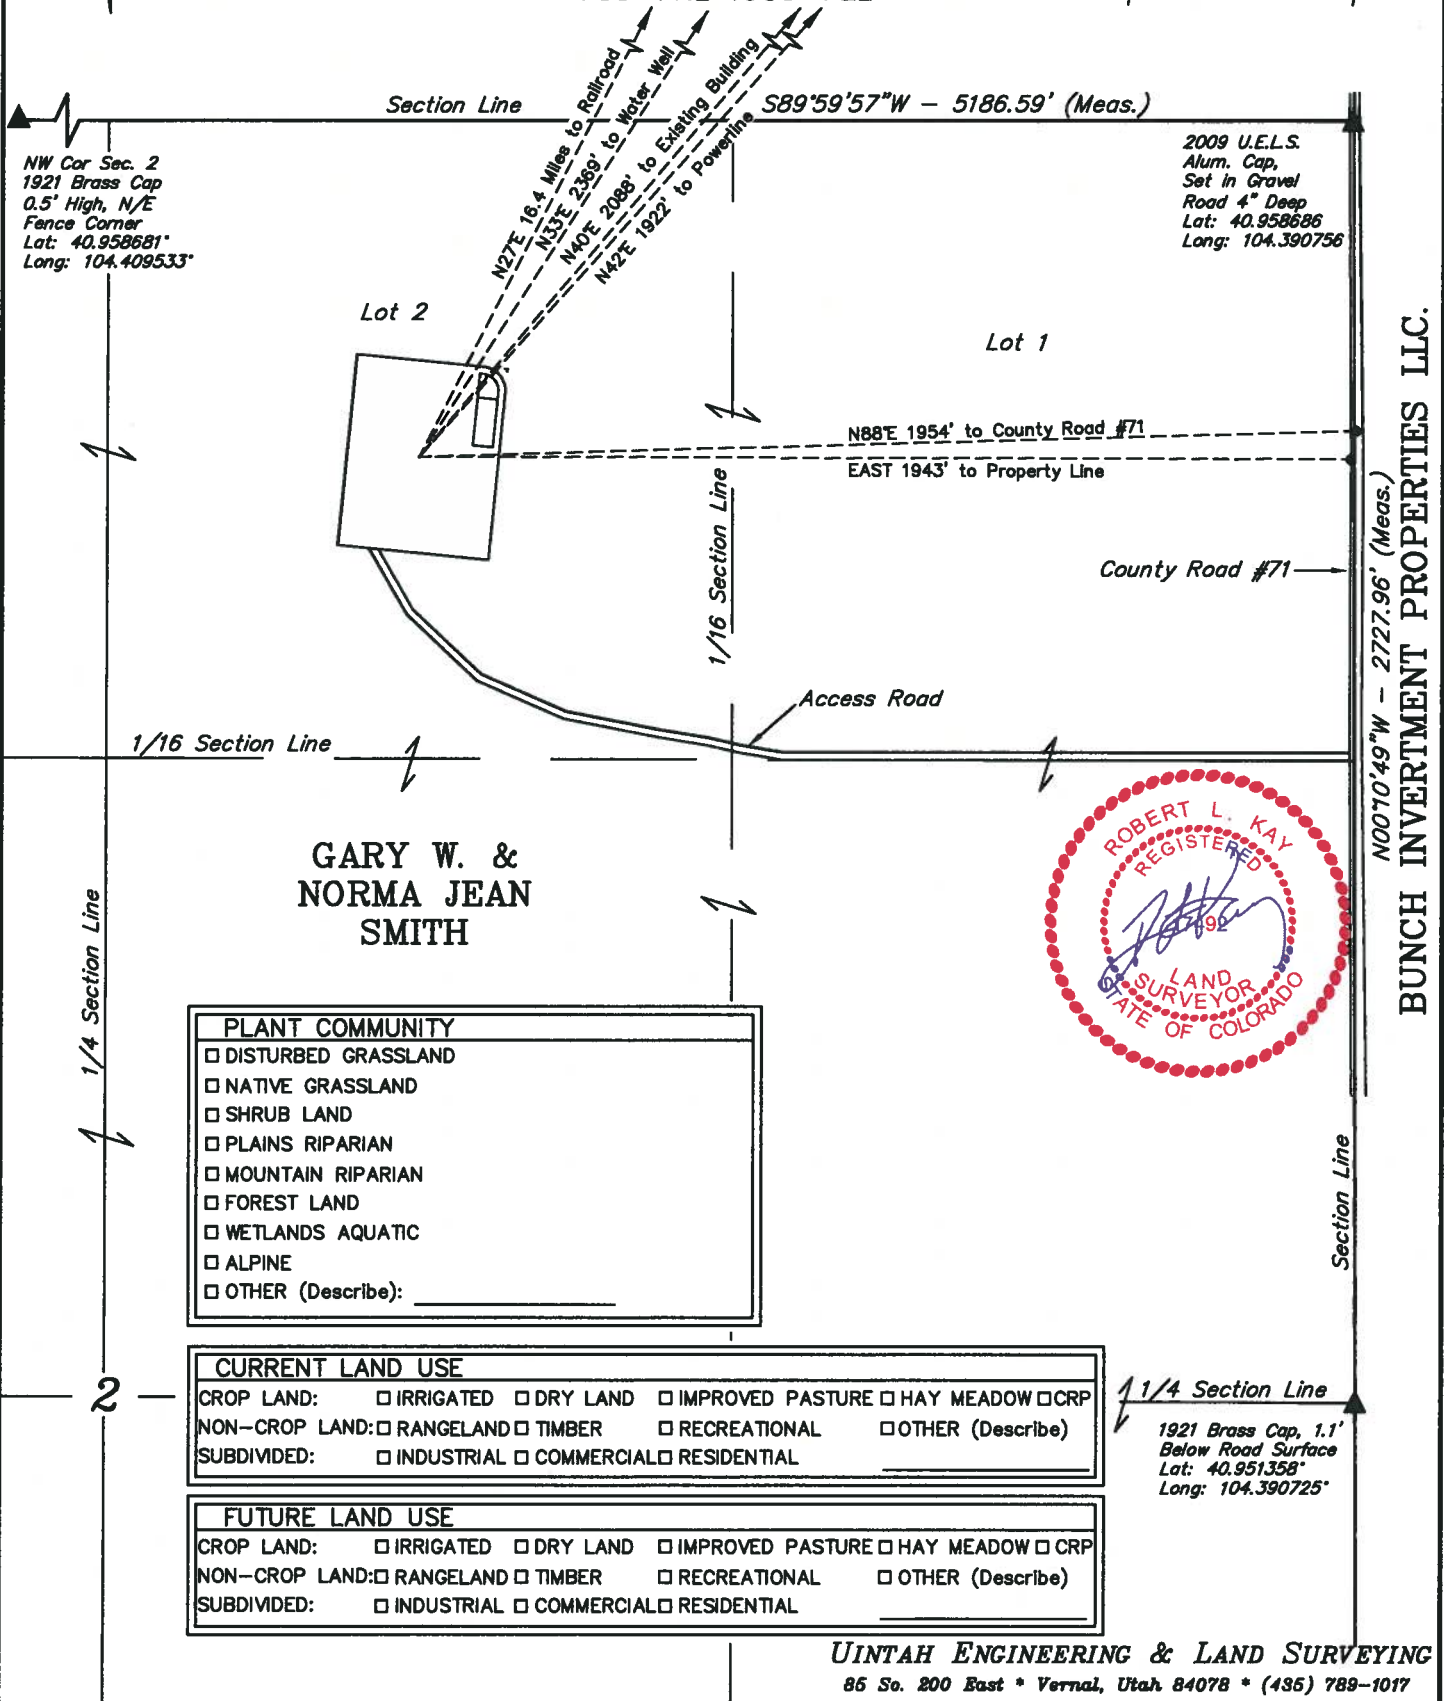 Section Line
S89°59'57"W - 5186.59' (Meas.)
N27°E 16.4 Miles to Railroad
N33°E 2369' to Water Well
N40°E 2088' to Existing Building
N42°E 1922' to Powerline
NW Cor Sec. 2
1921 Brass Cap
0.5' High, N/E
Fence Corner
Lat: 40.958681°
Long: 104.409533°
2009 U.E.L.S.
Alum. Cap,
Set in Gravel
Road 4" Deep
Lat: 40.958686
Long: 104.390756
Lot 2
Lot 1
N88°E 1954' to County Road #71
EAST 1943' to Property Line
1/16 Section Line
County Road #71
N00°10'49"W - 2727.96' (Meas.)
BUNCH INVERTMENT PROPERTIES LLC.
Access Road
1/16 Section Line
GARY W. &
NORMA JEAN
SMITH
ROBERT L. KAY
REGISTERED
LAND
SURVEYOR
STATE OF COLORADO
1/4 Section Line
PLANT COMMUNITY
□ DISTURBED GRASSLAND
□ NATIVE GRASSLAND
□ SHRUB LAND
□ PLAINS RIPARIAN
□ MOUNTAIN RIPARIAN
□ FOREST LAND
□ WETLANDS AQUATIC
□ ALPINE
□ OTHER (Describe):
Section Line
2
CURRENT LAND USE
CROP LAND: □ IRRIGATED □ DRY LAND □ IMPROVED PASTURE □ HAY MEADOW □ CRP
NON-CROP LAND: □ RANGELAND □ TIMBER □ RECREATIONAL □ OTHER (Describe)
SUBDIVIDED: □ INDUSTRIAL □ COMMERCIAL □ RESIDENTIAL
1/4 Section Line
1921 Brass Cap, 1.1'
Below Road Surface
Lat: 40.951358°
Long: 104.390725°
FUTURE LAND USE
CROP LAND: □ IRRIGATED □ DRY LAND □ IMPROVED PASTURE □ HAY MEADOW □ CRP
NON-CROP LAND: □ RANGELAND □ TIMBER □ RECREATIONAL □ OTHER (Describe)
SUBDIVIDED: □ INDUSTRIAL □ COMMERCIAL □ RESIDENTIAL
UINTAH ENGINEERING & LAND SURVEYING
85 So. 200 East * Vernal, Utah 84078 * (435) 789-1017